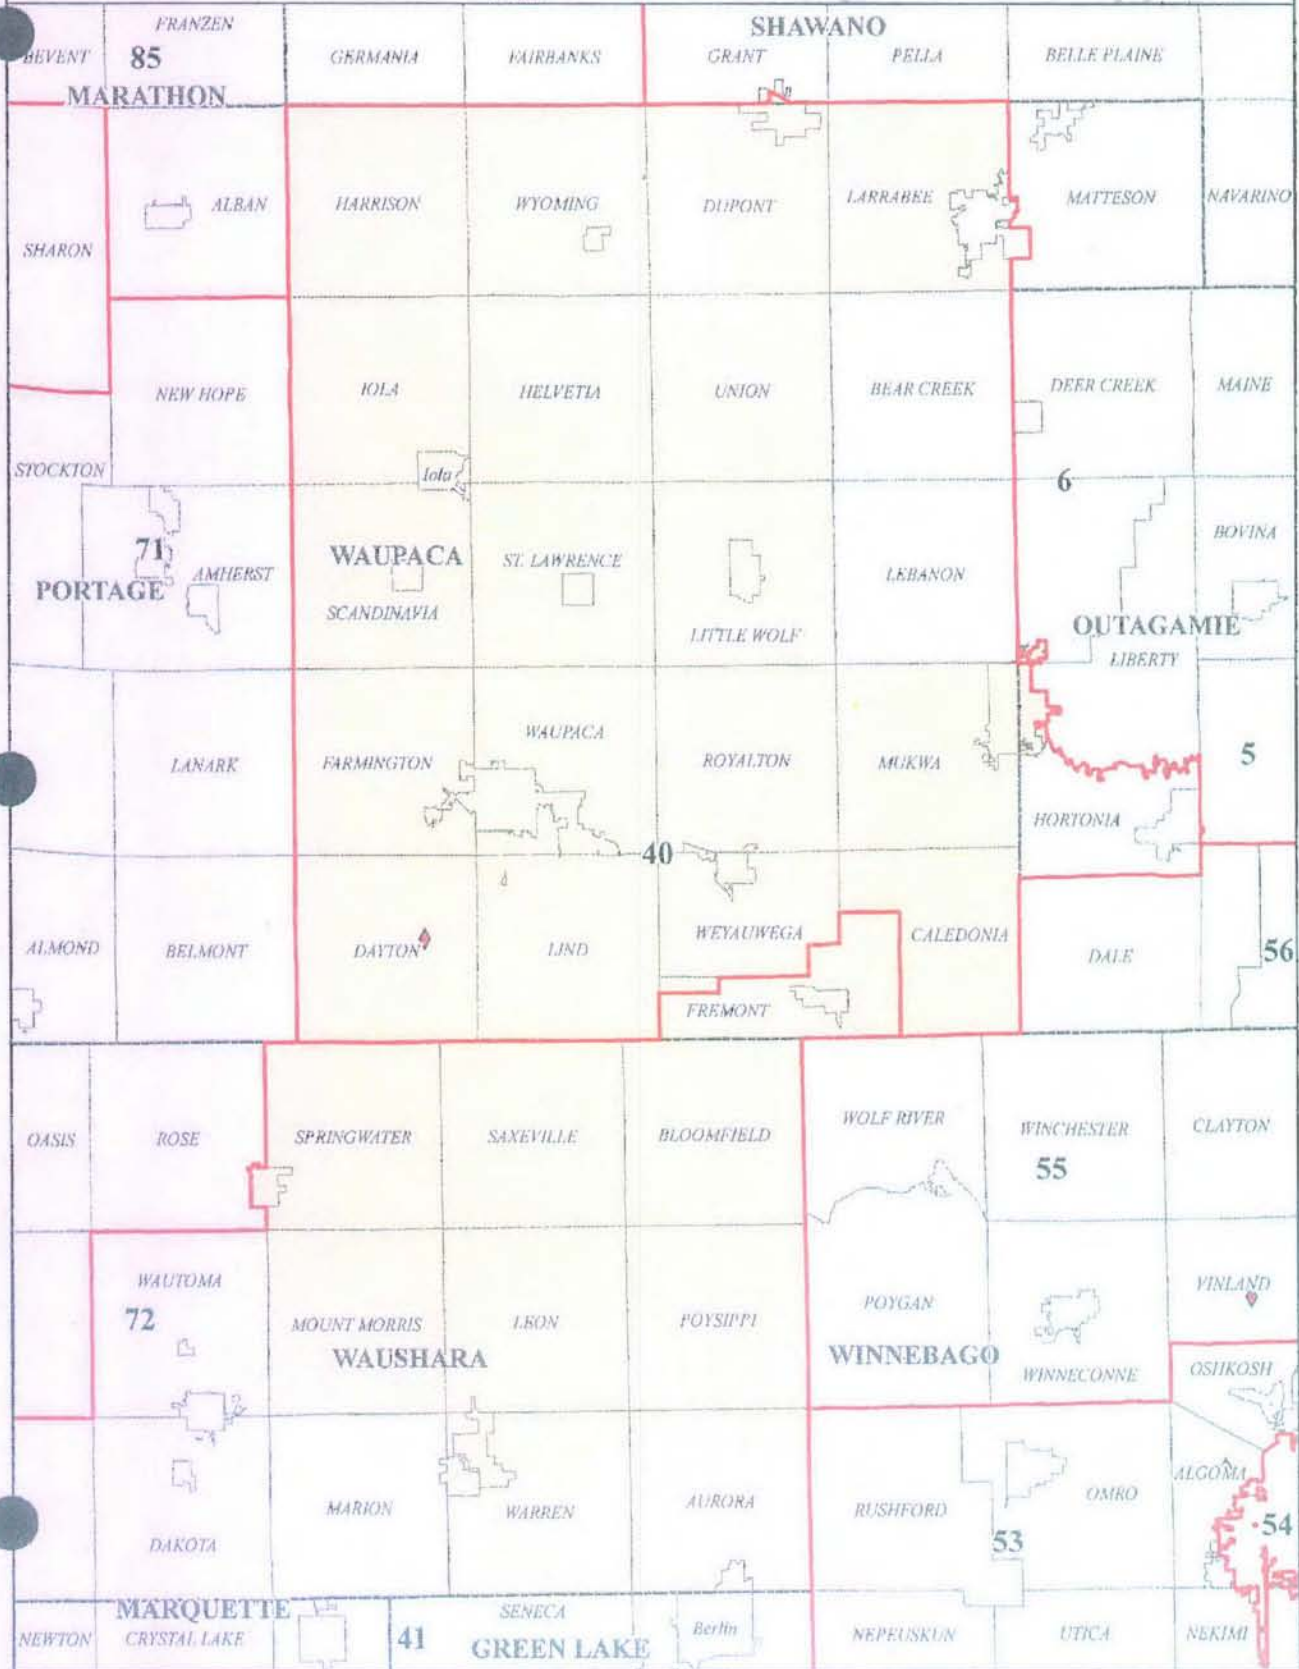 FRANZEN
SHAWANO
BEVENT
85
GERMANIA
FAIRBANKS
GRANT
PELLA
BELLE PLAINE
MARATHON
SHARON
ALBAN
HARRISON
WYOMING
DUPONT
LARRABEE
MATTESON
NAVARINO
NEW HOPE
IOLA
HELVETIA
UNION
BEAR CREEK
DEER CREEK
MAINE
STOCKTON
Iola
6
71
AMHERST
PORTAGE
WAUPACA
SCANDINAVIA
ST. LAWRENCE
LITTLE WOLF
LEBANON
BOVINA
OUTAGAMIE
LIBERTY
LANARK
FARMINGTON
WAUPACA
ROYALTON
MUKWA
5
HORTONIA
40
ALMOND
BELMONT
DAYTON
LIND
WEYAUWEGA
CALEDONIA
DALE
56
FREMONT
OASIS
ROSE
SPRINGWATER
SAXEVILLE
BLOOMFIELD
WOLF RIVER
WINCHESTER
CLAYTON
55
WAUTOMA
72
MOUNT MORRIS
LEON
POYSIPPI
POYGAN
VINLAND
WAUSHARA
WINNEBAGO
WINNECONNE
OSHKOSH
MARION
WARREN
AURORA
RUSHFORD
OMRO
ALGOMA
DAKOTA
53
54
MARQUETTE
NEWTON
CRYSTAL LAKE
41
SENECA
GREEN LAKE
Berlin
NEPEUSKUN
UTICA
NEKIMI